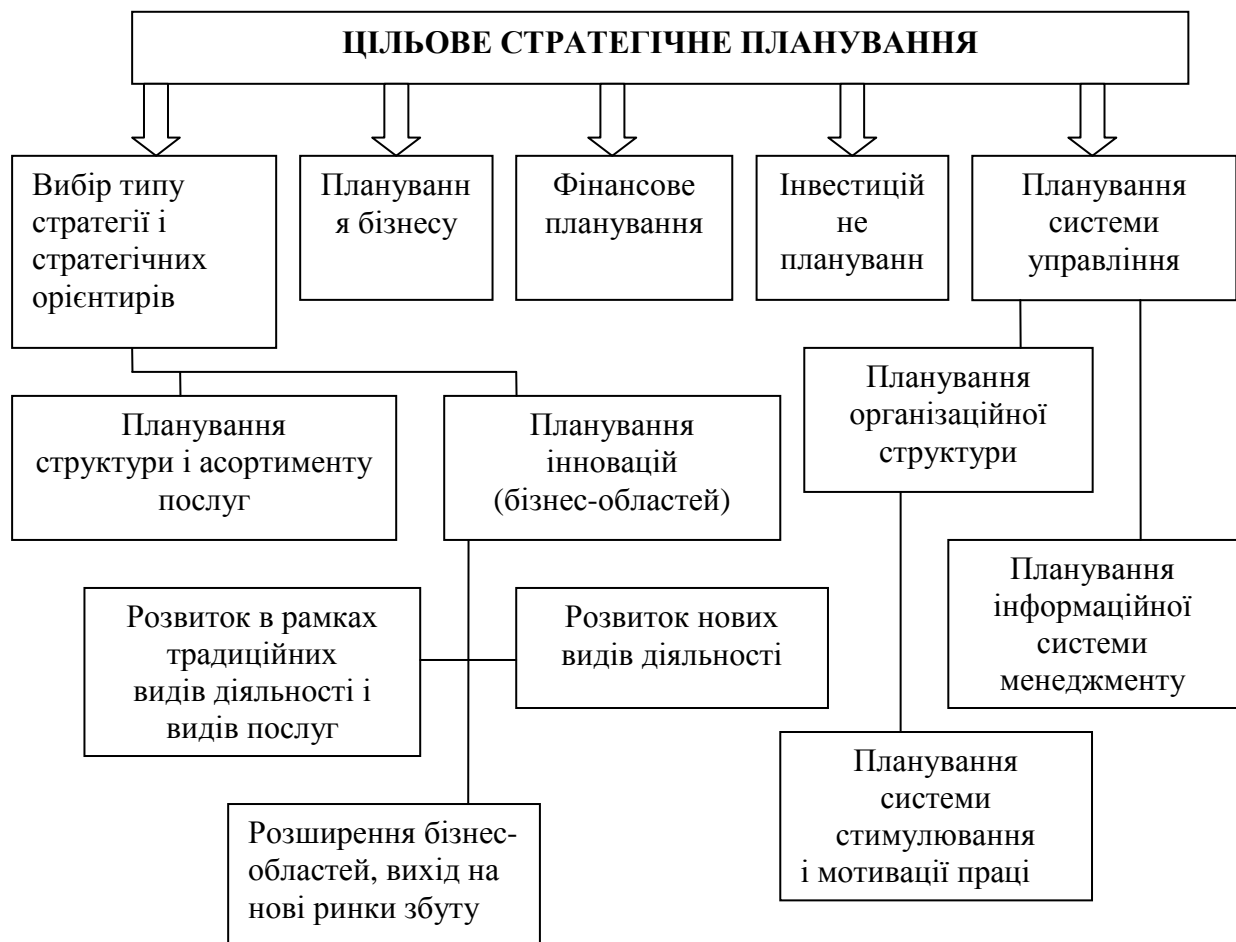 ЦІЛЬОВЕ СТРАТЕГІЧНЕ ПЛАНУВАННЯ
Вибір типу
стратегії і
стратегічних
орієнтирів
Плануванн
я бізнесу
Фінансове
планування
Інвестицій
не
плануванн
Планування
системи
управління
Планування
структури і асортименту
послуг
Планування
інновацій
(бізнес-областей)
Планування
організаційної
структури
Розвиток в рамках
традиційних
видів діяльності і
видів послуг
Розвиток нових
видів діяльності
Планування
інформаційної
системи
менеджменту
Розширення бізнес-
областей, вихід на
нові ринки збуту
Планування
системи
стимулювання
і мотивації праці